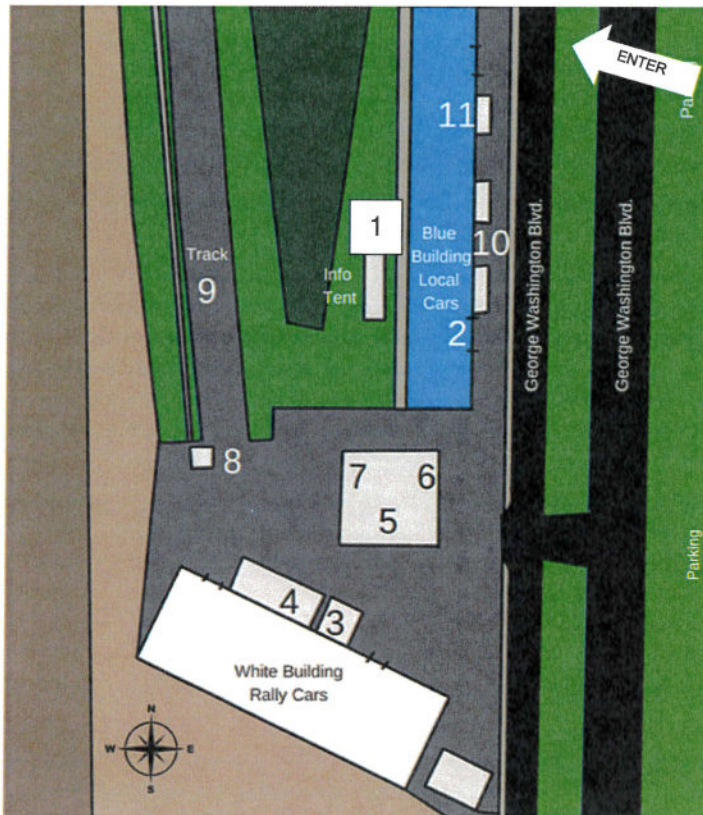 ENTER
Pa
11
1
George Washington Blvd.
George Washington Blvd.
Blue
Building
Local
Cars
10
Track
9
Info
Tent
2
8
7
6
5
Parking
4
3
White Building
Rally Cars
N
W
E
S